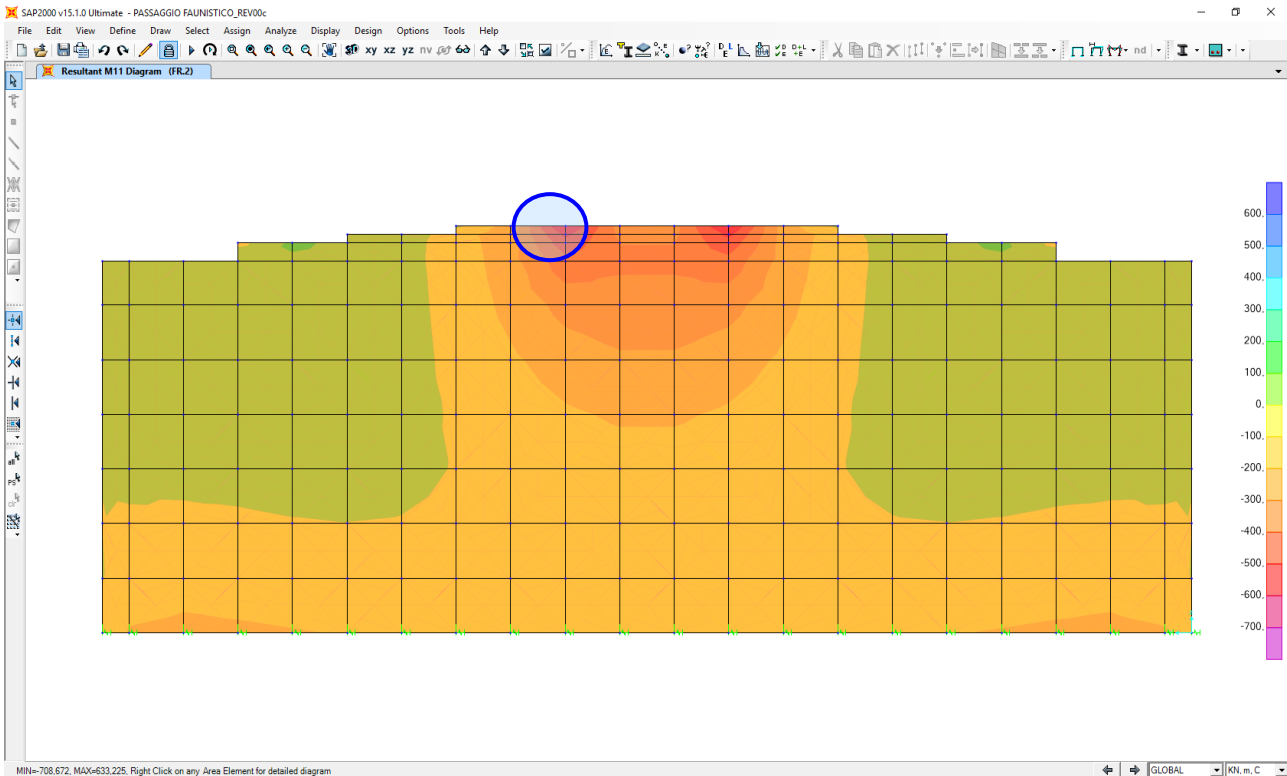 SAP2000 v15.1.0 Ultimate - PASSAGGIO FAUNISTICO_REV00c
File Edit View Define Draw Select Assign Analyze Display Design Options Tools Help
xy xz yz nv nd
Resultant M11 Diagram (FR.2)
600,
500,
400,
300,
200,
100,
0,
-100,
-200,
-300,
-400,
-500,
-600,
-700,
all
PS
MIN=-708,672, MAX=633,225, Right Click on any Area Element for detailed diagram
GLOBAL
KN, m, C